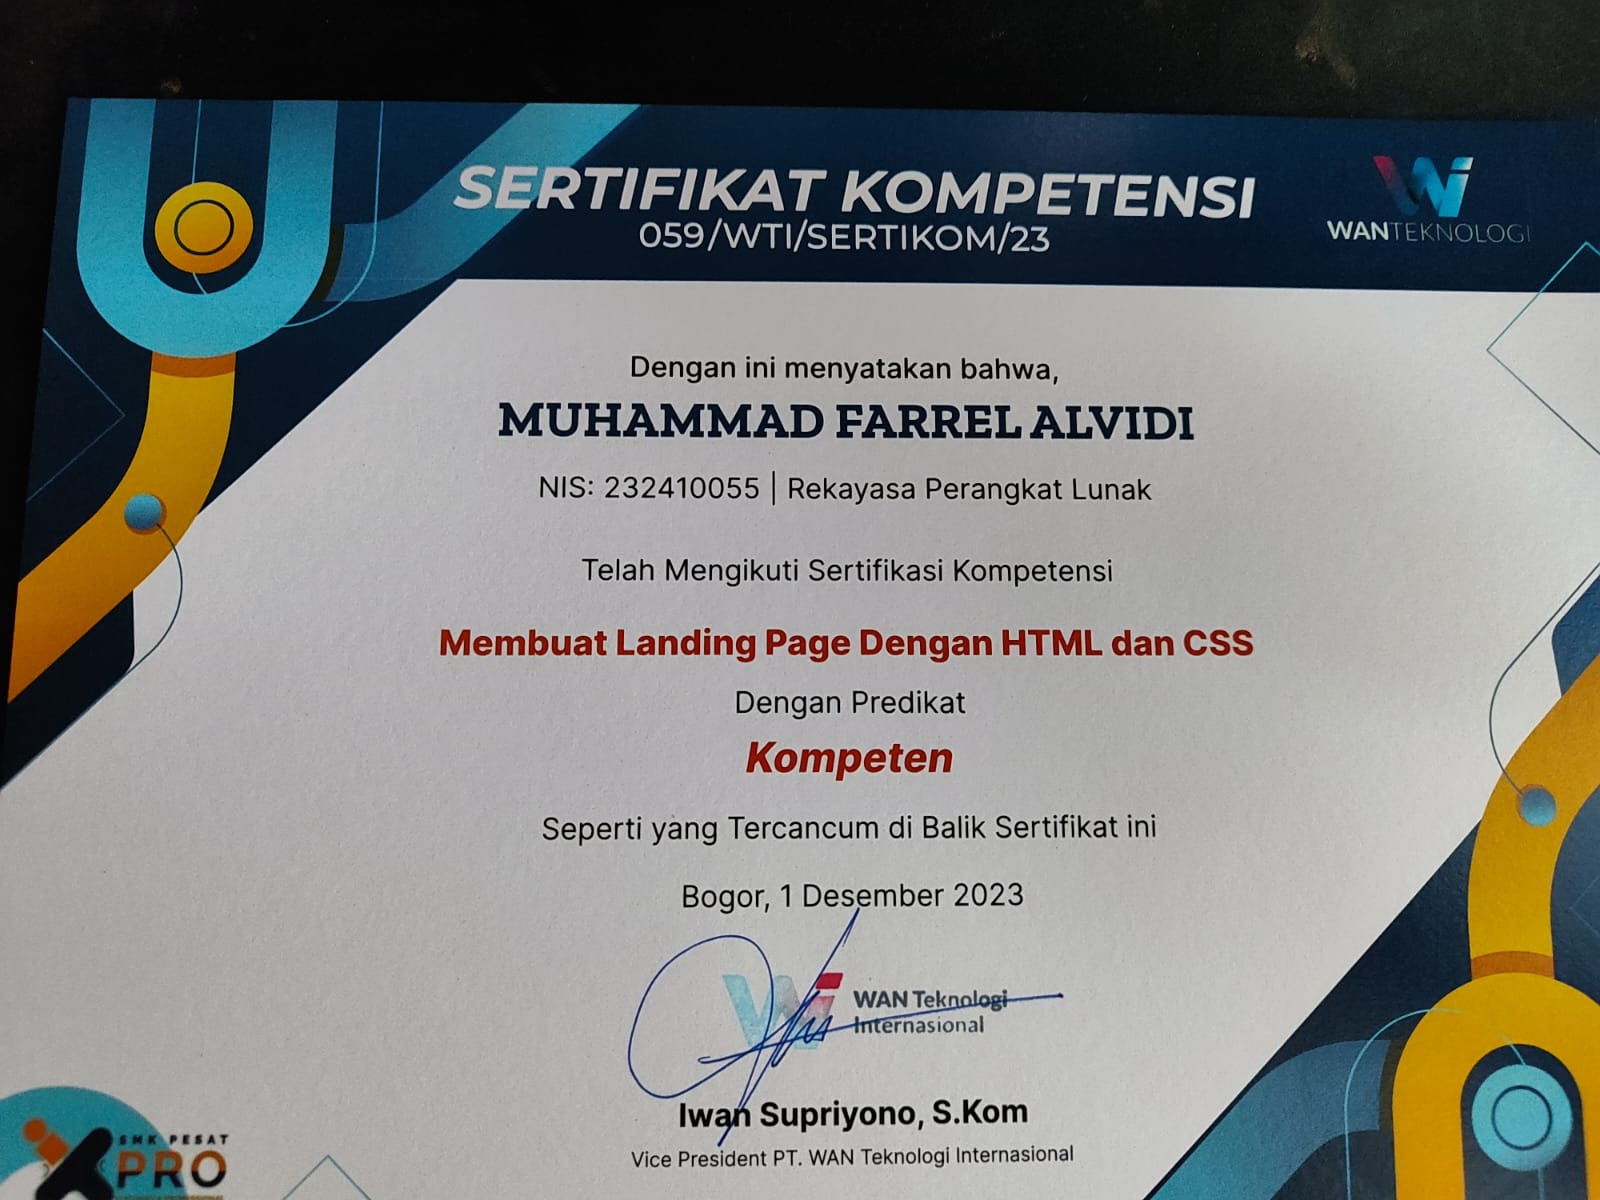 SERTIFIKAT KOMPETENSI
059/WTI/SERTIKOM/23
WANTEKNOLOGI
Dengan ini menyatakan bahwa,
MUHAMMAD FARREL ALVIDI
NIS: 232410055 | Rekayasa Perangkat Lunak
Telah Mengikuti Sertifikasi Kompetensi
Membuat Landing Page Dengan HTML dan CSS
Dengan Predikat
Kompeten
Seperti yang Tercancum di Balik Sertifikat ini
Bogor, 1 Desember 2023
WAN Teknologi
Internasional
Iwan Supriyono, S.Kom
Vice President PT. WAN Teknologi Internasional
SMK PESAT
XPRO